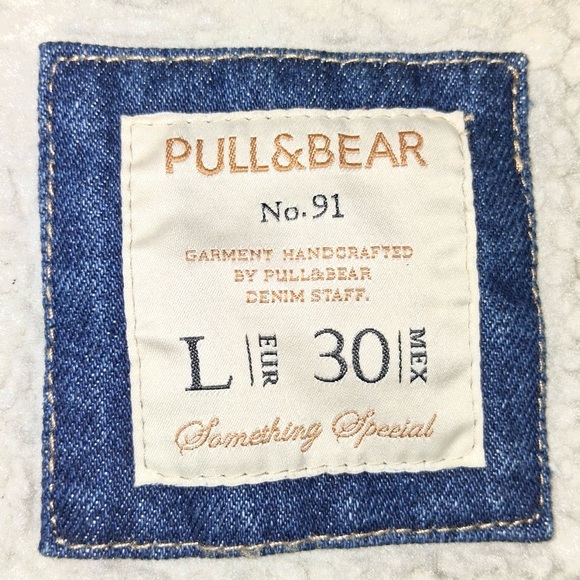 PULL&BEAR
No.91
GARMENT HANDCRAFTED
BY PULL&BEAR
DENIM STAFF.
L EUR 30 MEX
Something Special